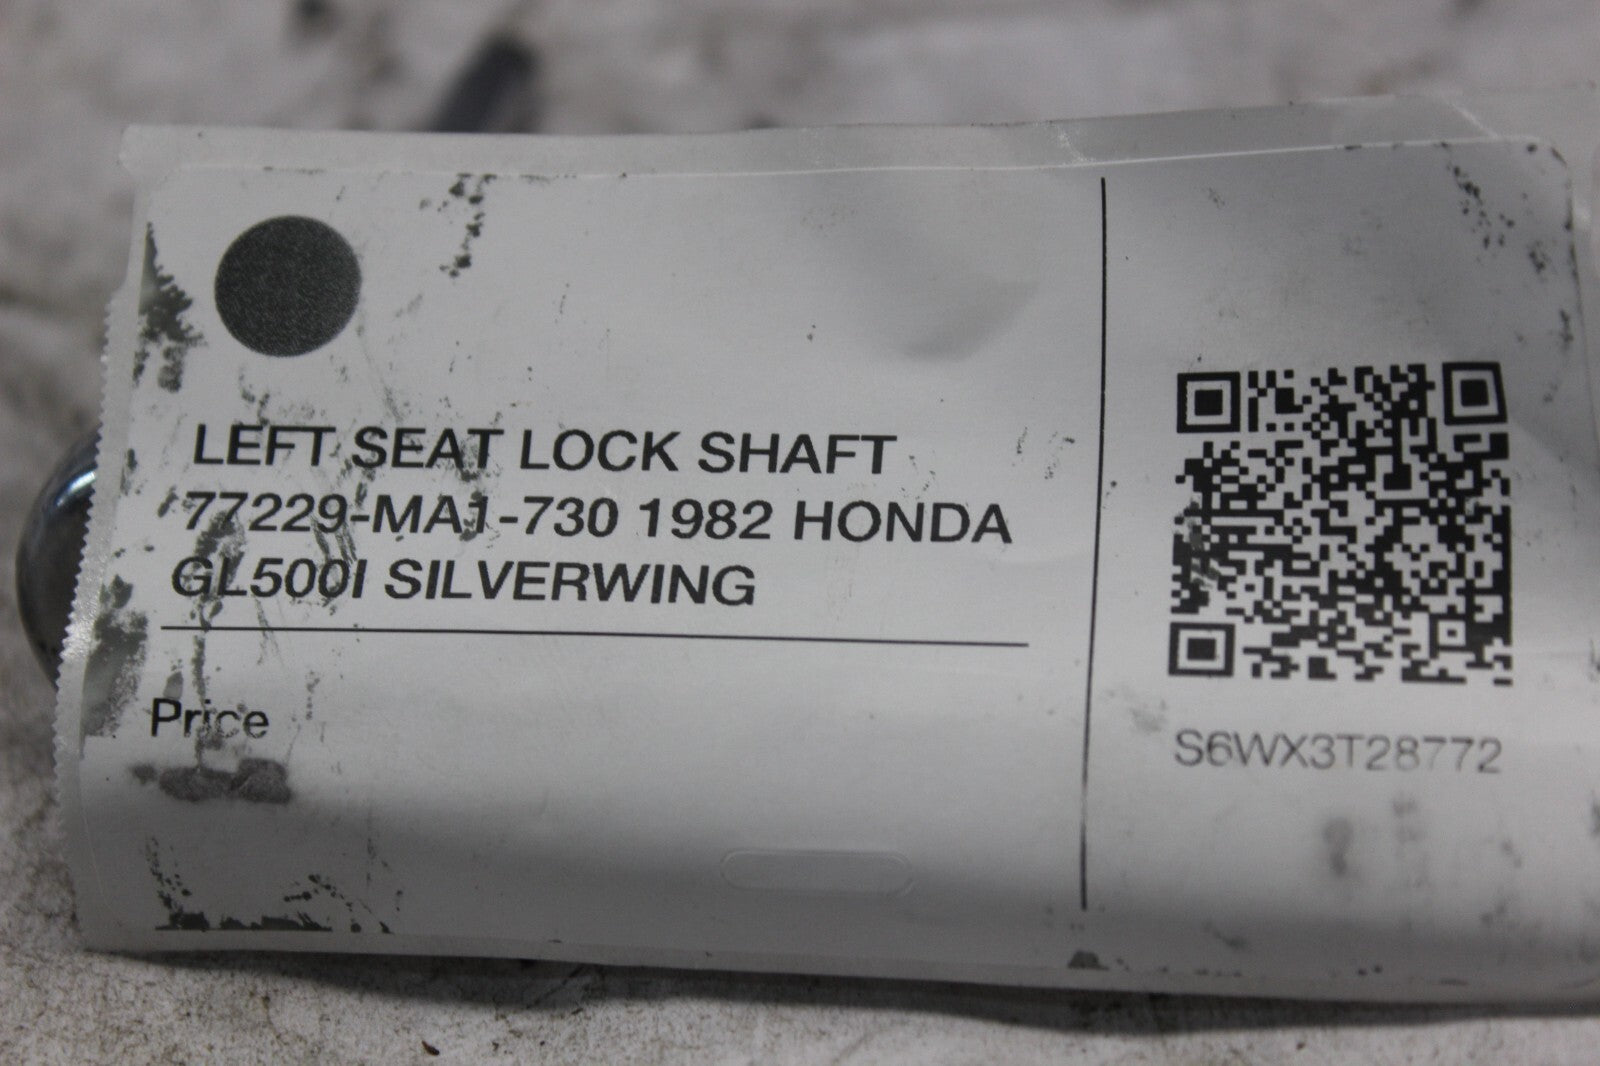 LEFT SEAT LOCK SHAFT
77229-MA1-730 1982 HONDA
GL500I SILVERWING
Price
S6WX3T28772